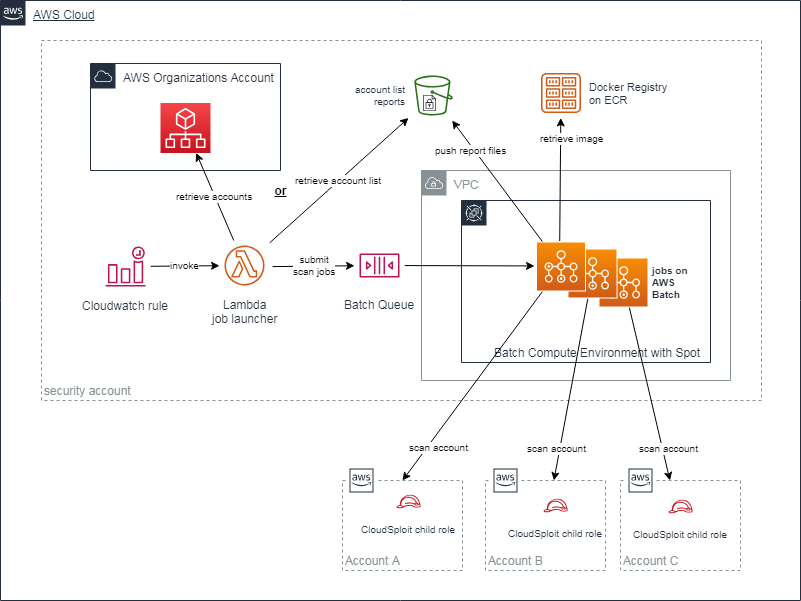 aws
AWS Cloud
AWS Organizations Account
account list
reports
Docker Registry
on ECR
retrieve image
push report files
retrieve accounts
or
retrieve account list
VPC
invoke
submit
scan jobs
jobs on
AWS
Batch
Cloudwatch rule
Lambda
job launcher
Batch Queue
Batch Compute Environment with Spot
security account
scan account
scan account
scan account
aws
aws
aws
CloudSploit child role
CloudSploit child role
CloudSploit child role
Account A
Account B
Account C